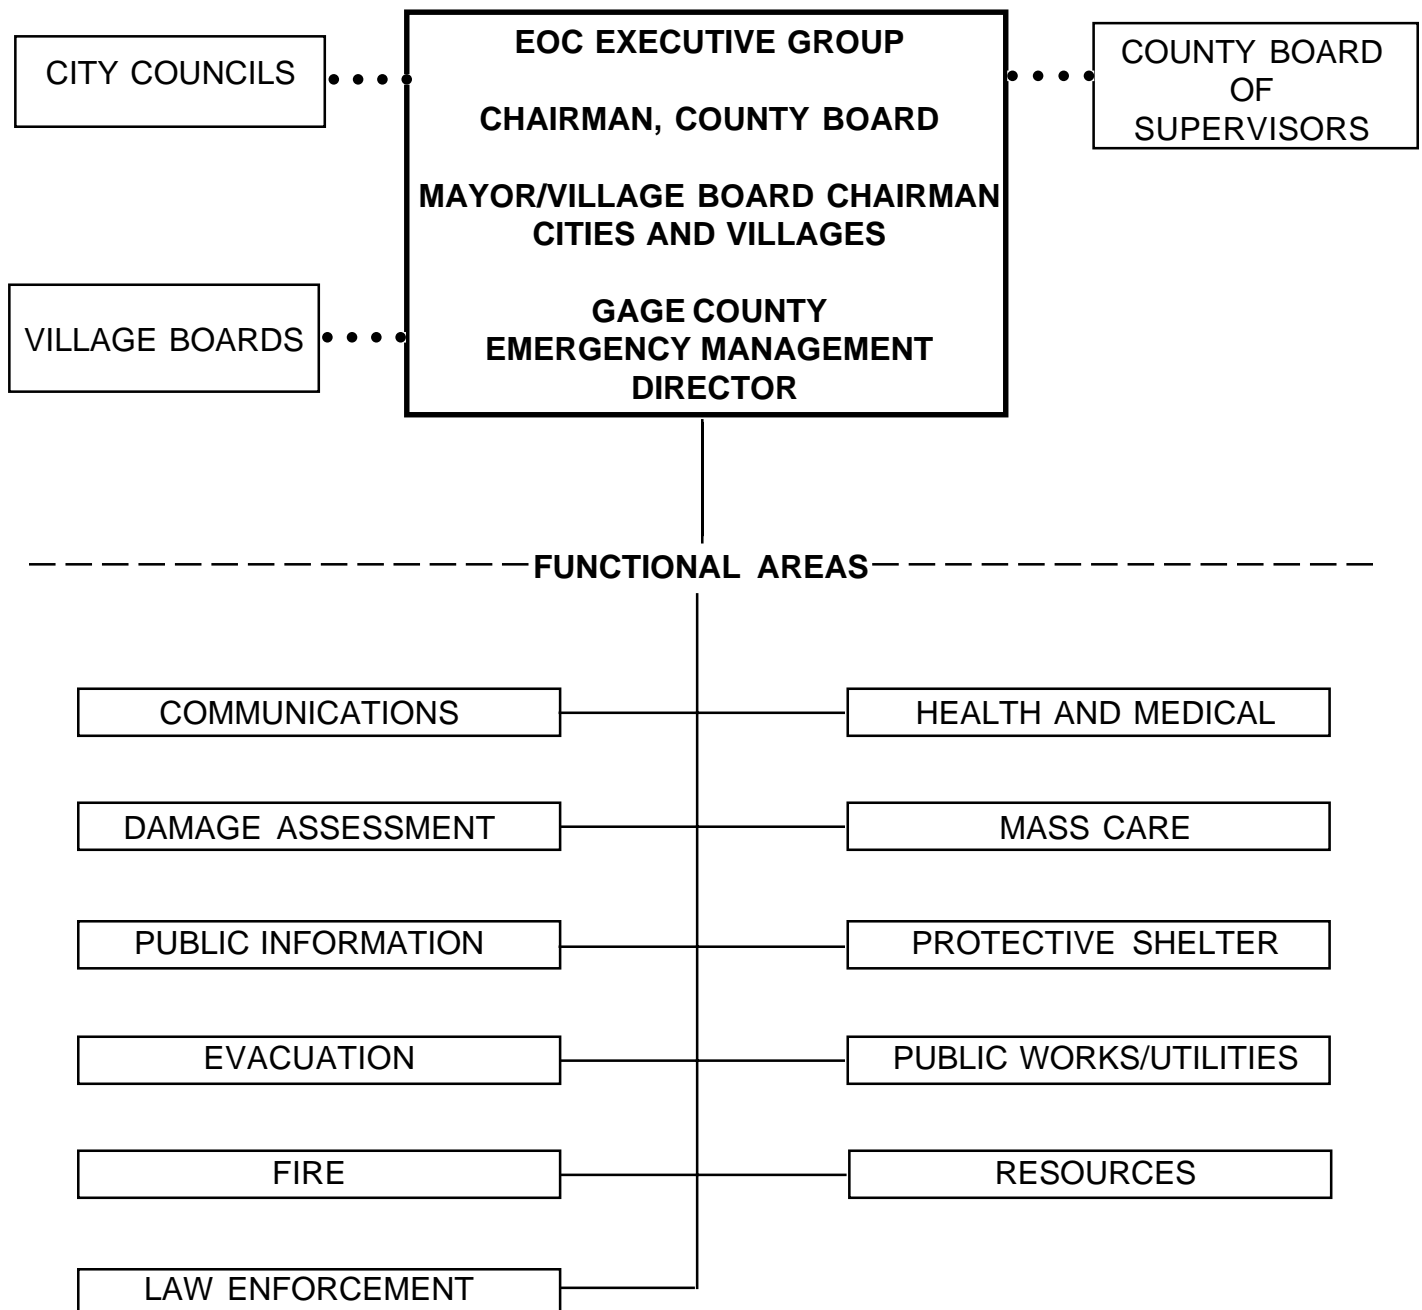 EOC EXECUTIVE GROUP
CHAIRMAN, COUNTY BOARD
MAYOR/VILLAGE BOARD CHAIRMAN
CITIES AND VILLAGES
GAGE COUNTY
EMERGENCY MANAGEMENT
DIRECTOR
CITY COUNCILS
VILLAGE BOARDS
COUNTY BOARD
OF
SUPERVISORS
FUNCTIONAL AREAS
COMMUNICATIONS
HEALTH AND MEDICAL
DAMAGE ASSESSMENT
MASS CARE
PUBLIC INFORMATION
PROTECTIVE SHELTER
EVACUATION
PUBLIC WORKS/UTILITIES
FIRE
RESOURCES
LAW ENFORCEMENT